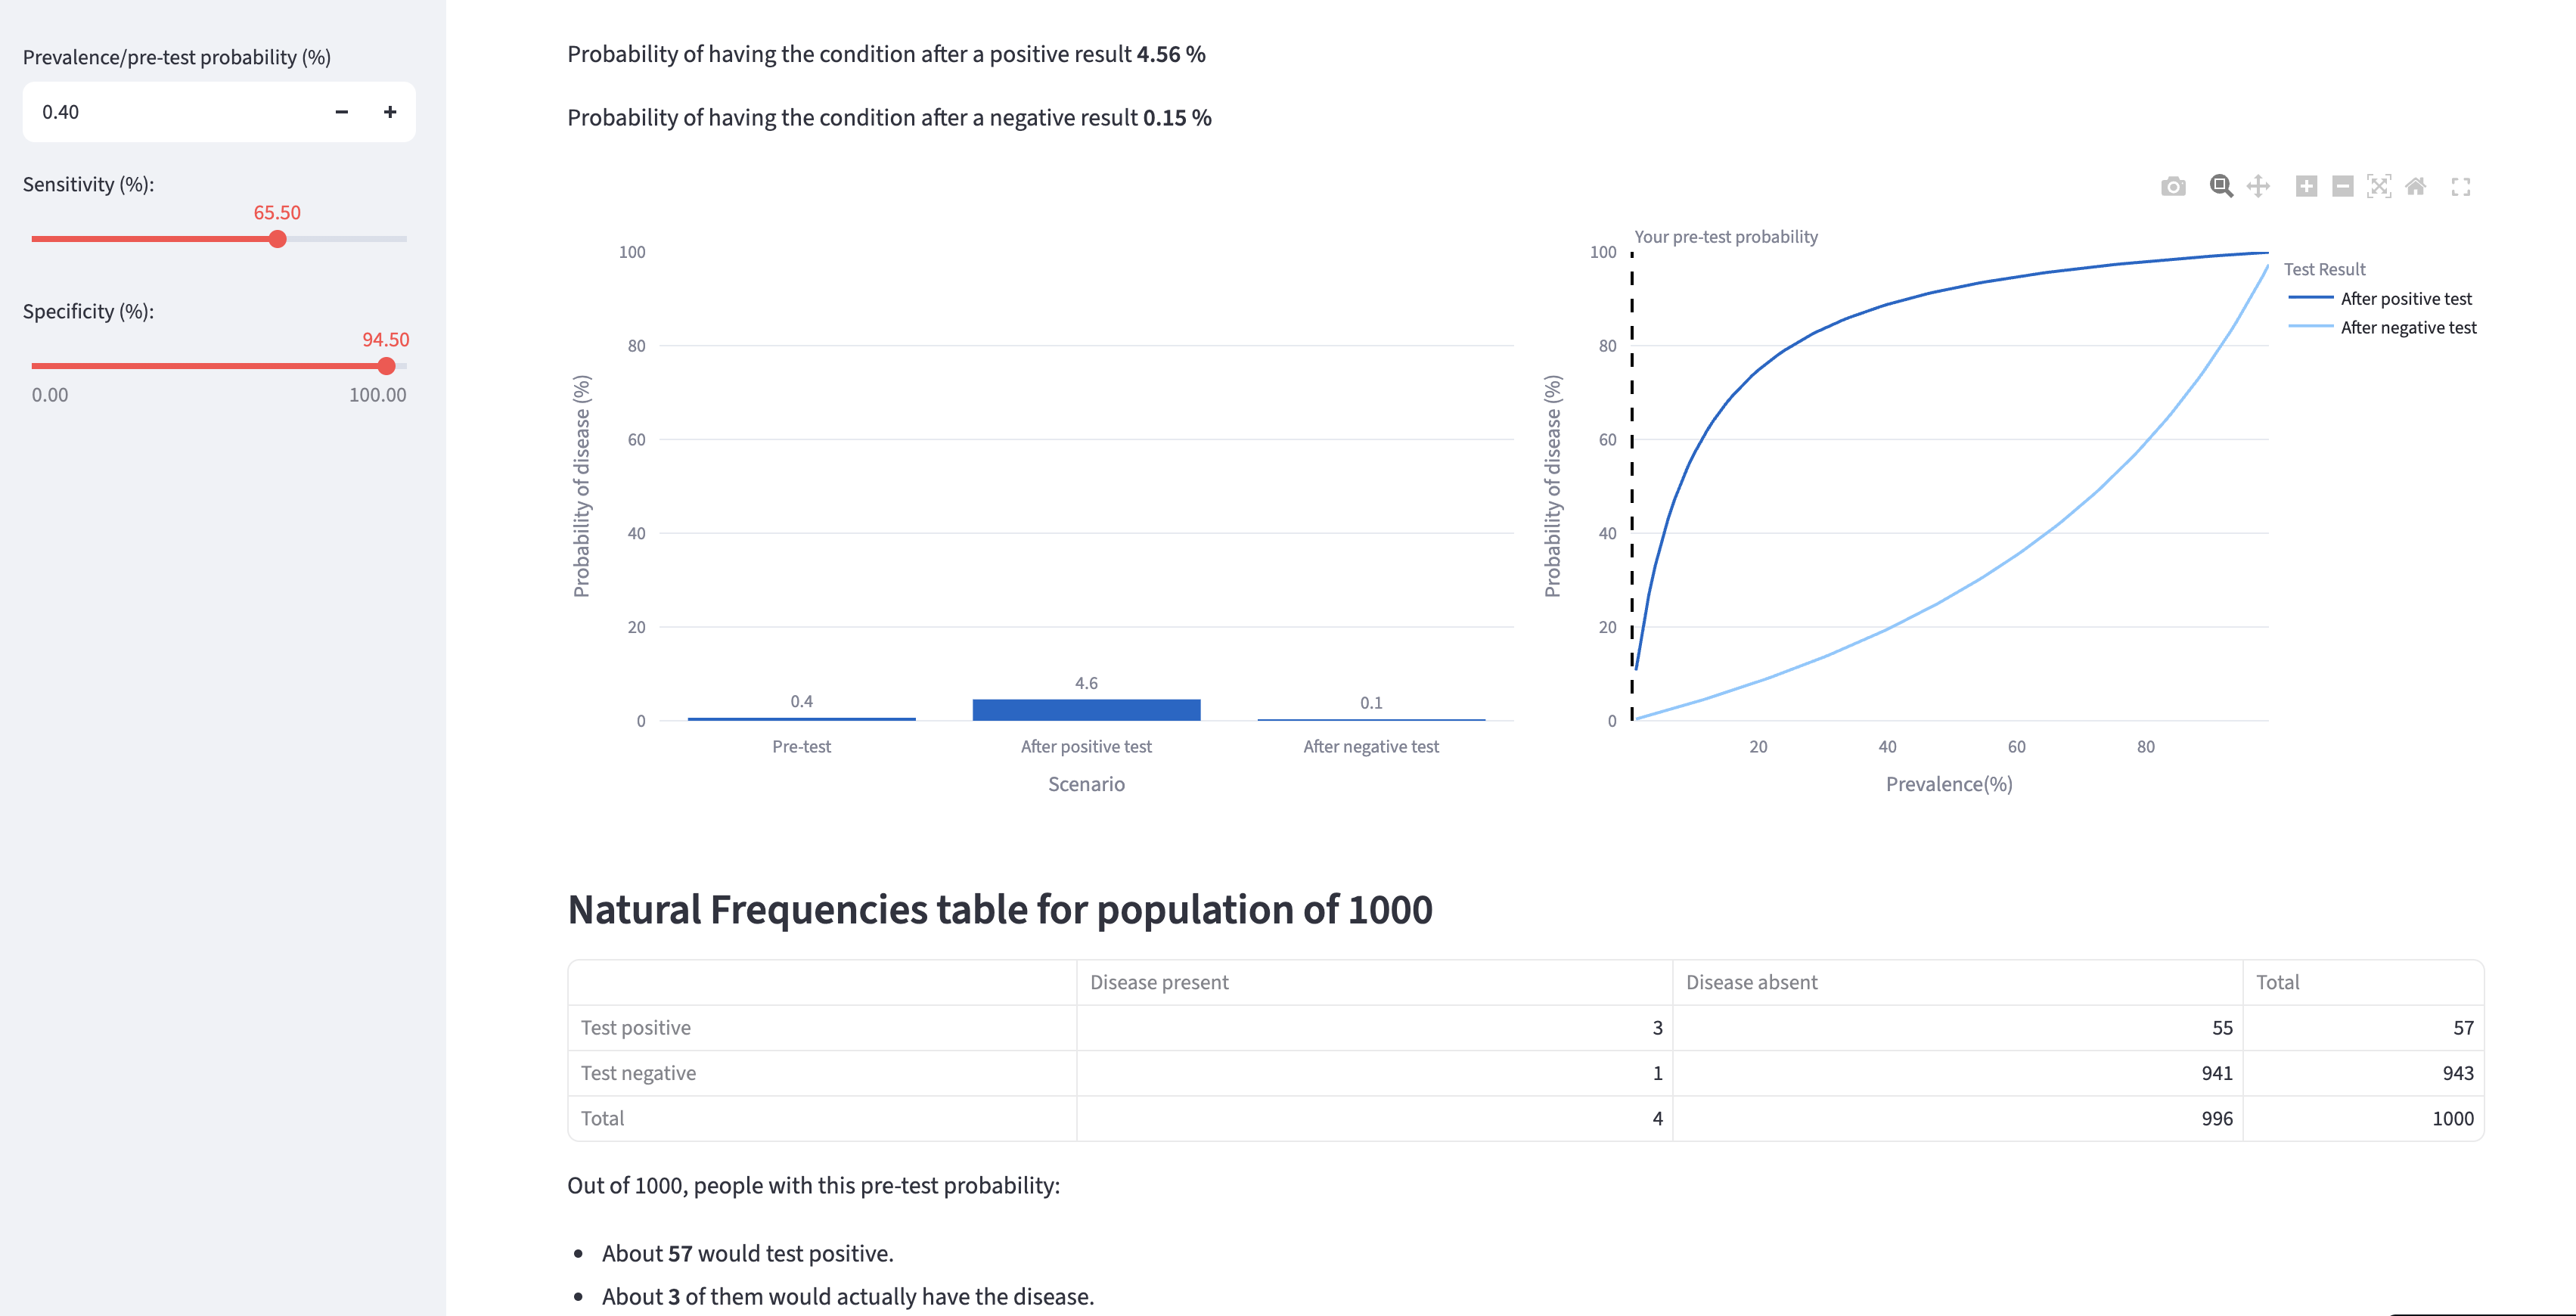 Prevalence/pre-test probability (%)
0.40
Sensitivity (%):
65.50
Specificity (%):
94.50
0.00 100.00
Probability of having the condition after a positive result 4.56 %
Probability of having the condition after a negative result 0.15 %
100
80
60
40
20
0
Probability of disease (%)
0.4
4.6
0.1
Pre-test After positive test After negative test
Scenario
Your pre-test probability
100
80
60
40
20
0
Probability of disease (%)
20 40 60 80
Prevalence(%)
Test Result
After positive test
After negative test
Natural Frequencies table for population of 1000
Disease present Disease absent Total
Test positive 3 55 57
Test negative 1 941 943
Total 4 996 1000
Out of 1000, people with this pre-test probability:
• About 57 would test positive.
• About 3 of them would actually have the disease.